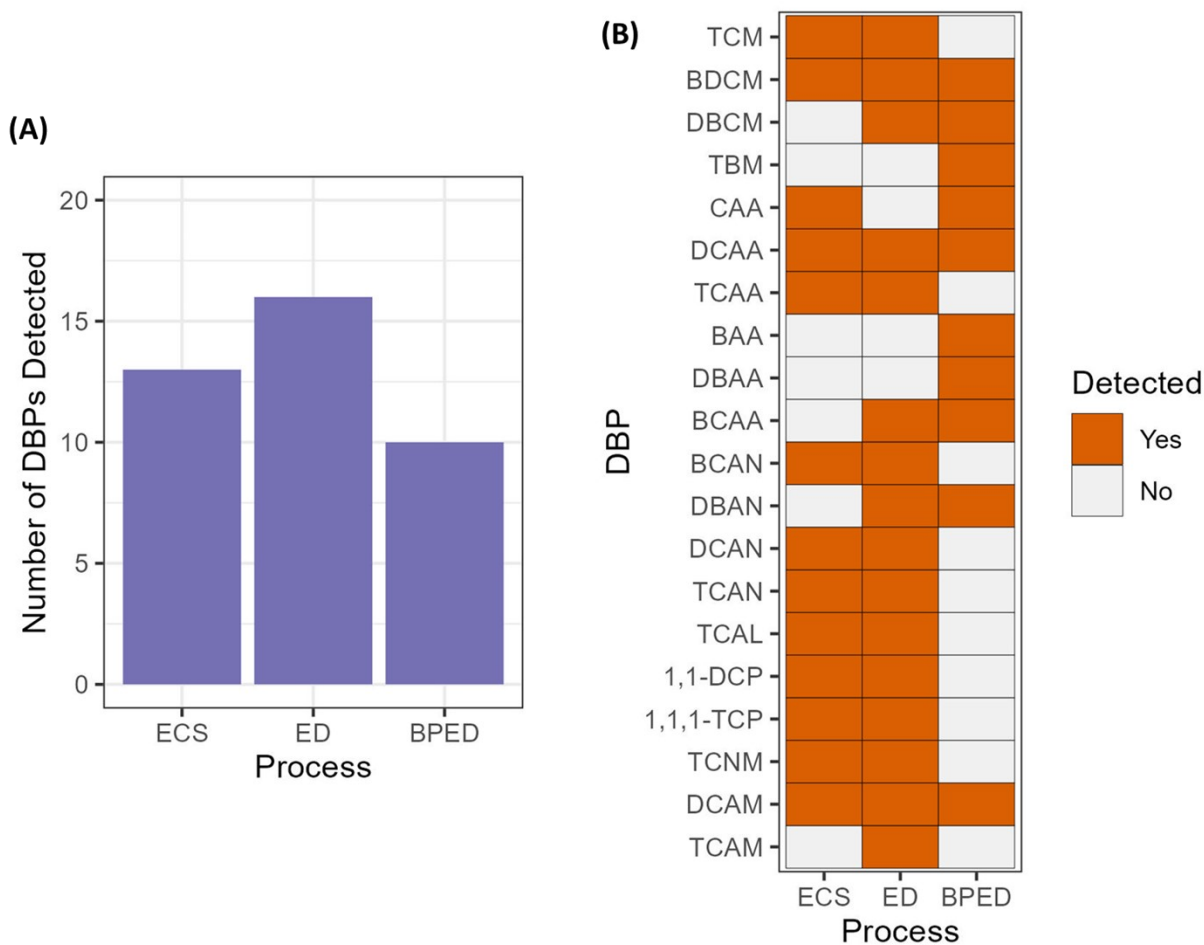 (A)
Number of DBPs Detected
20
15
10
5
0
ECS ED BPED
Process
(B)
DBP
TCM
BDCM
DBCM
TBM
CAA
DCAA
TCAA
BAA
DBAA
BCAA
BCAN
DBAN
DCAN
TCAN
TCAL
1,1-DCP
1,1,1-TCP
TCNM
DCAM
TCAM
ECS ED BPED
Process
Detected
Yes
No